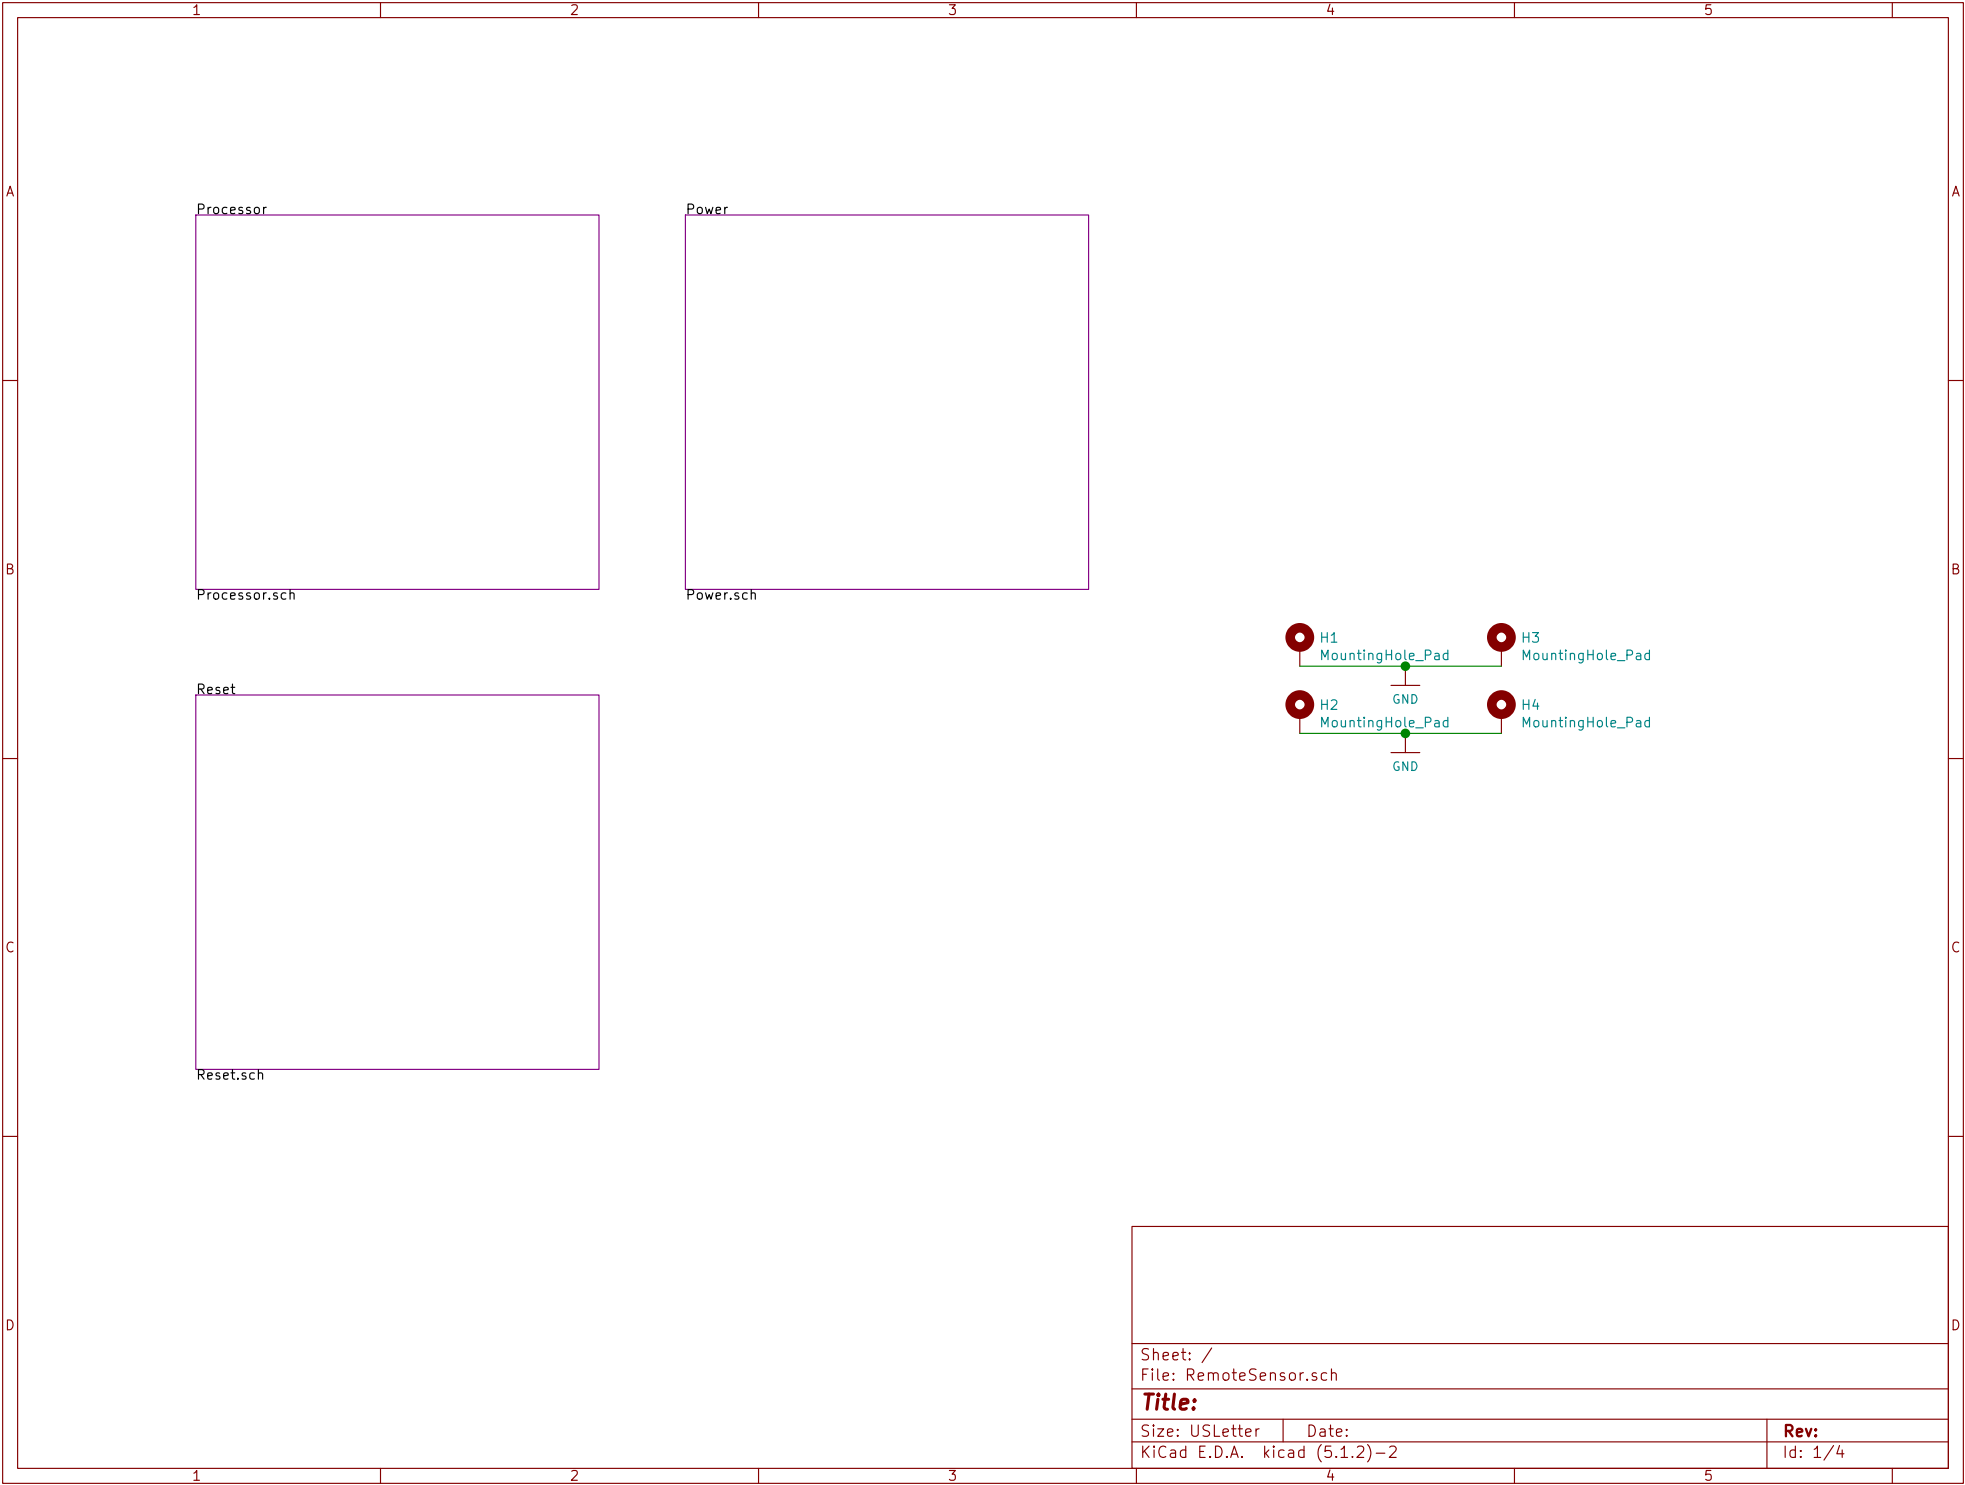 1 2 3 4 5
A A
Processor Power
B B
Processor.sch Power.sch
H1 H3
MountingHole_Pad MountingHole_Pad
Reset
GND
H2 H4
MountingHole_Pad MountingHole_Pad
GND
C C
Reset.sch
D D
Sheet: /
File: RemoteSensor.sch
Title:
Size: USLetter Date: Rev:
KiCad E.D.A. kicad (5.1.2)-2 Id: 1/4
1 2 3 4 5